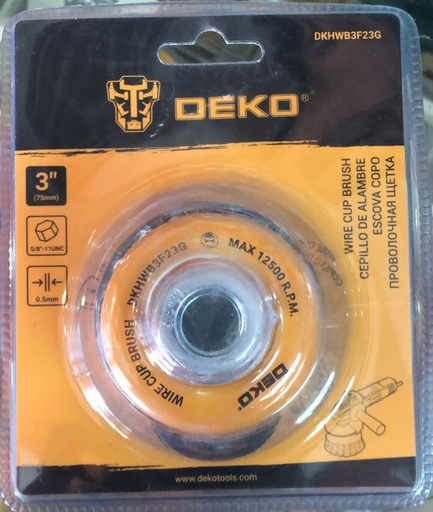 DKHWB3F23G
DEKO®
3"
(75mm)
5/8"-11UNC
0.5mm
WIRE CUP BRUSH
CEPILLO DE ALAMBRE
ESCOVA COPO
ПРОВОЛОЧНАЯ ЩЕТКА
WIRE CUP BRUSH DKHWB3F23G MAX 12500 R.P.M.
DEKO
www.dekotools.com